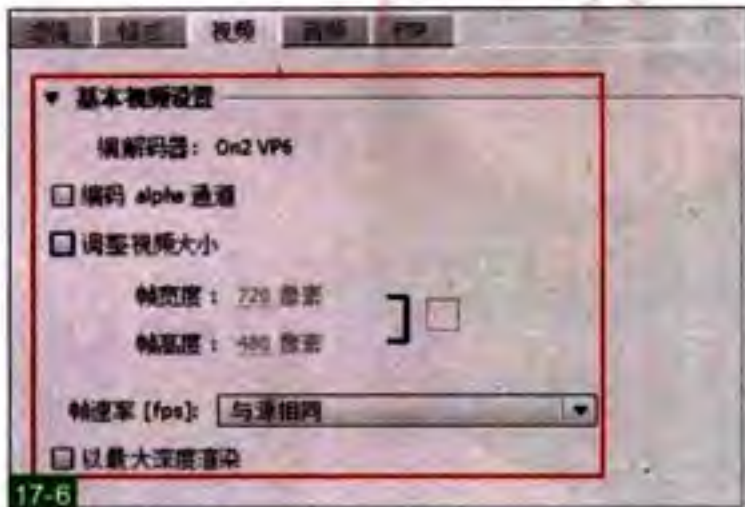 滤镜 格式 视频 音频 FTP
基本视频设置
编解码器： On2 VP6
编码 alpha 通道
调整视频大小
帧宽度： 720 像素
帧高度： 480 像素
帧速率 [fps]： 与源相同
以最大深度渲染
17-6